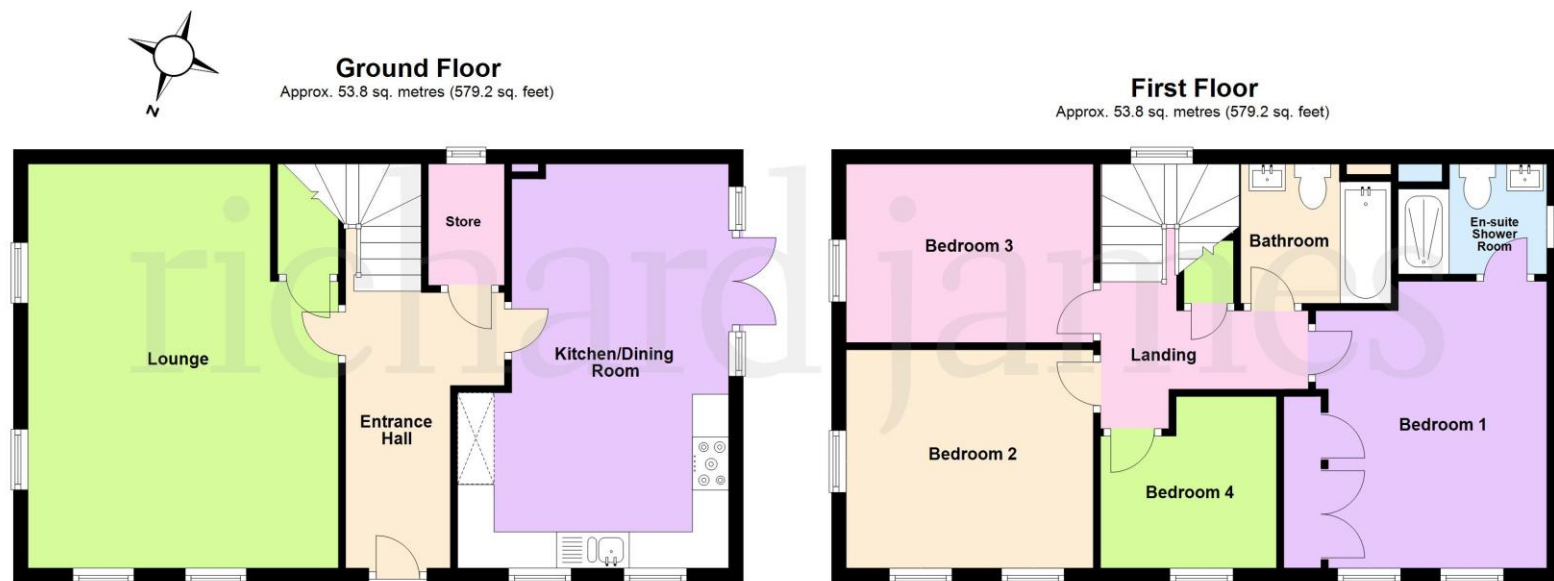 N
Ground Floor
Approx. 53.8 sq. metres (579.2 sq. feet)
Lounge
Entrance
Hall
Store
Kitchen/Dining
Room
First Floor
Approx. 53.8 sq. metres (579.2 sq. feet)
Bedroom 3
Bathroom
En-suite
Shower
Room
Landing
Bedroom 2
Bedroom 4
Bedroom 1
richard james